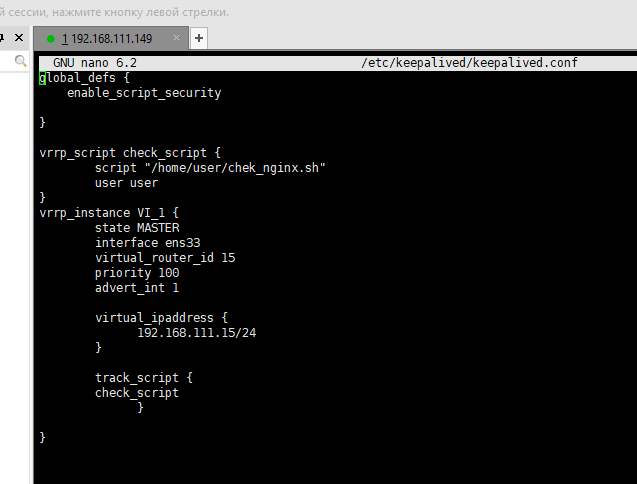 й сессии, нажмите кнопку левой стрелки.
1 192.168.111.149
GNU nano 6.2 /etc/keepalived/keepalived.conf
global_defs {
enable_script_security
}
vrrp_script check_script {
script "/home/user/chek_nginx.sh"
user user
}
vrrp_instance VI_1 {
state MASTER
interface ens33
virtual_router_id 15
priority 100
advert_int 1
virtual_ipaddress {
192.168.111.15/24
}
track_script {
check_script
}
}